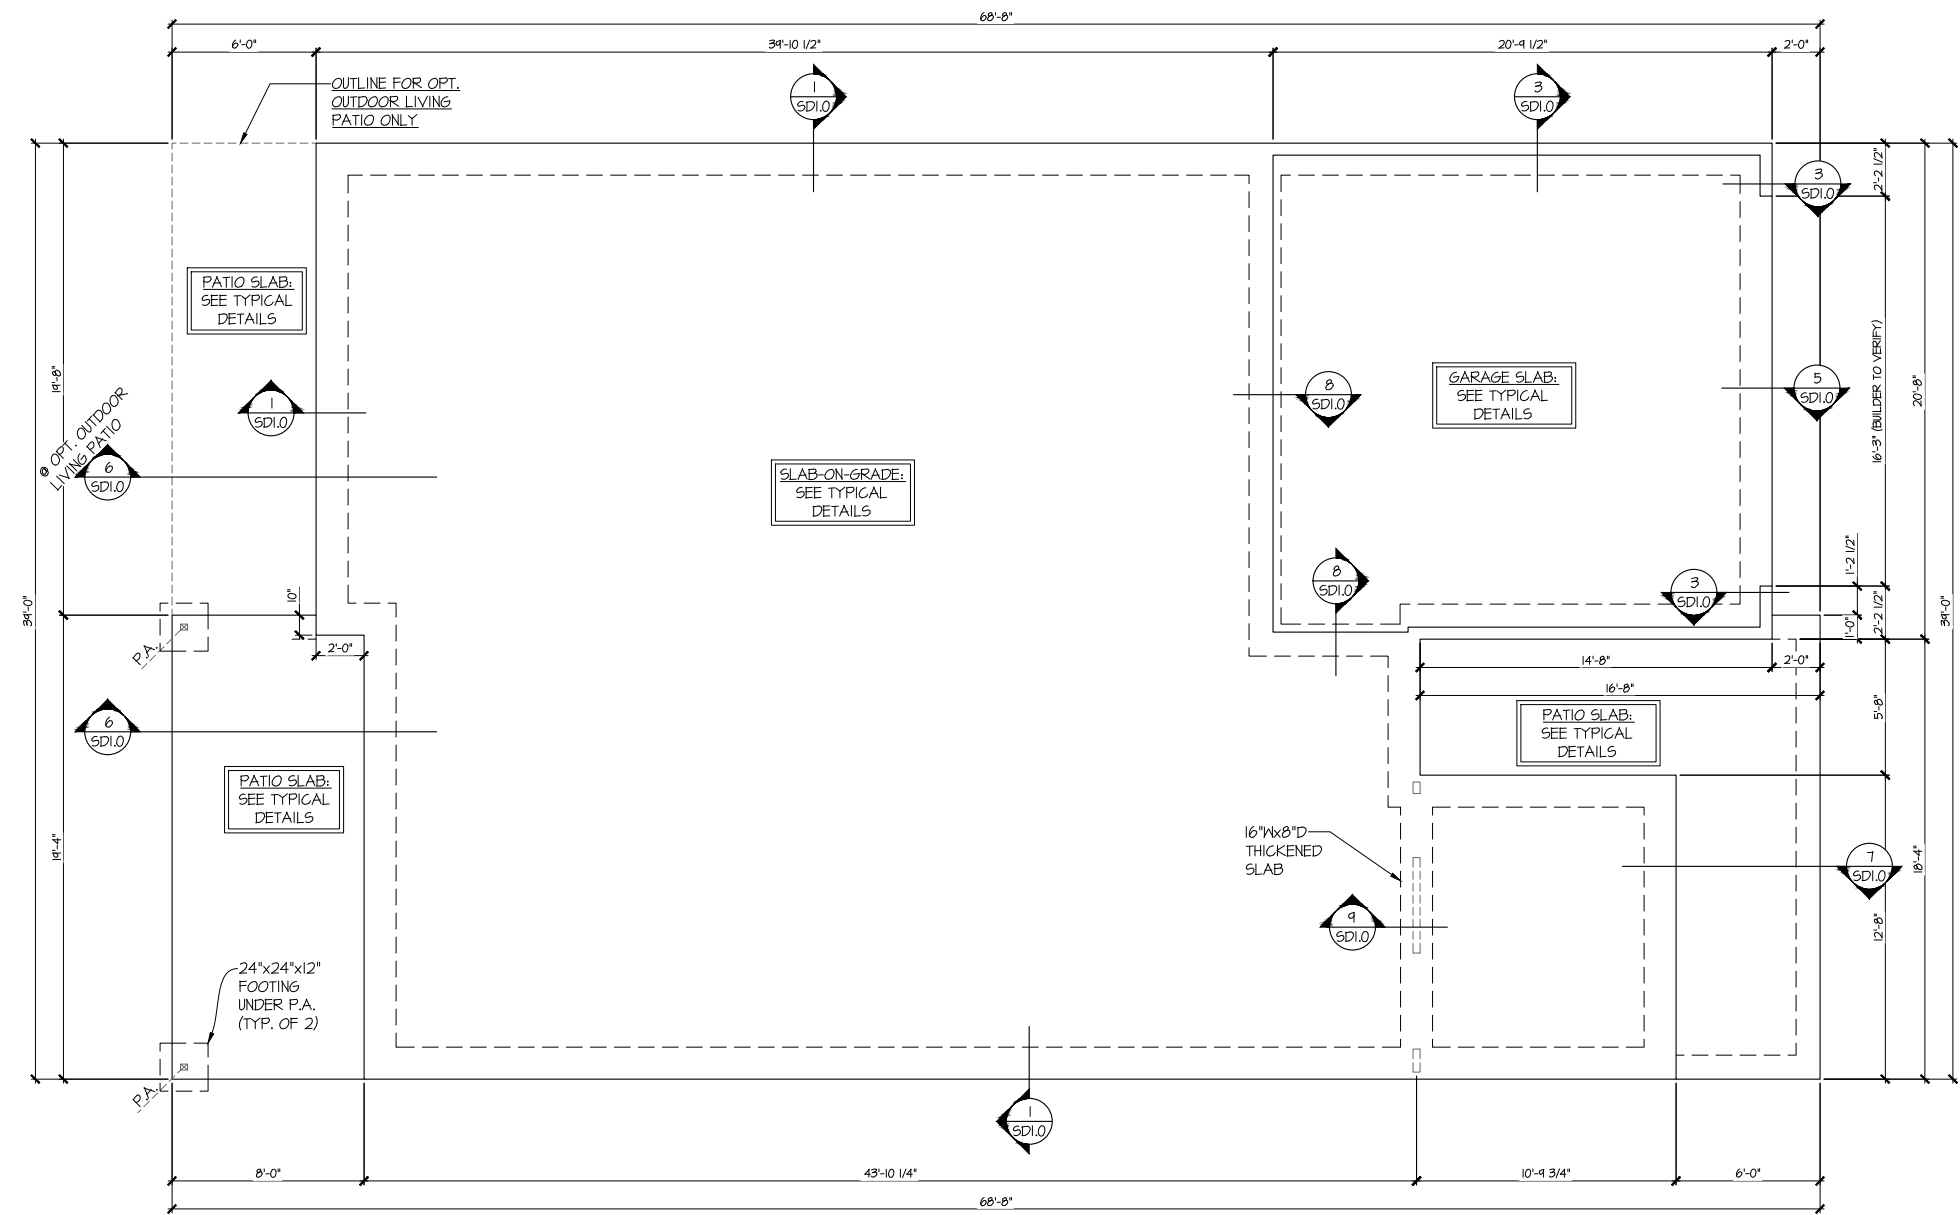 68'-8"
6'-0"
39'-10 1/2"
20'-9 1/2"
2'-0"
OUTLINE FOR OPT.
OUTDOOR LIVING
PATIO ONLY
1
SD1.0
3
SD1.0
3
SD1.0
2'-2 1/2"
PATIO SLAB:
SEE TYPICAL
DETAILS
19'-8"
@ OPT. OUTDOOR
LIVING PATIO
1
SD1.0
6
SD1.0
SLAB-ON-GRADE:
SEE TYPICAL
DETAILS
8
SD1.0
GARAGE SLAB:
SEE TYPICAL
DETAILS
5
SD1.0
16'-3" (BUILDER TO VERIFY)
20'-8"
8
SD1.0
3
SD1.0
1'-2 1/2"
2'-2 1/2"
1'-0"
39'-0"
39'-0"
10"
2'-0"
P.A.
14'-8"
2'-0"
16'-8"
5'-8"
6
SD1.0
PATIO SLAB:
SEE TYPICAL
DETAILS
PATIO SLAB:
SEE TYPICAL
DETAILS
19'-4"
16"Wx8"D
THICKENED
SLAB
7
SD1.0
18'-4"
9
SD1.0
12'-8"
24"x24"x12"
FOOTING
UNDER P.A.
(TYP. OF 2)
P.A.
1
SD1.0
8'-0"
43'-10 1/4"
10'-9 3/4"
6'-0"
68'-8"